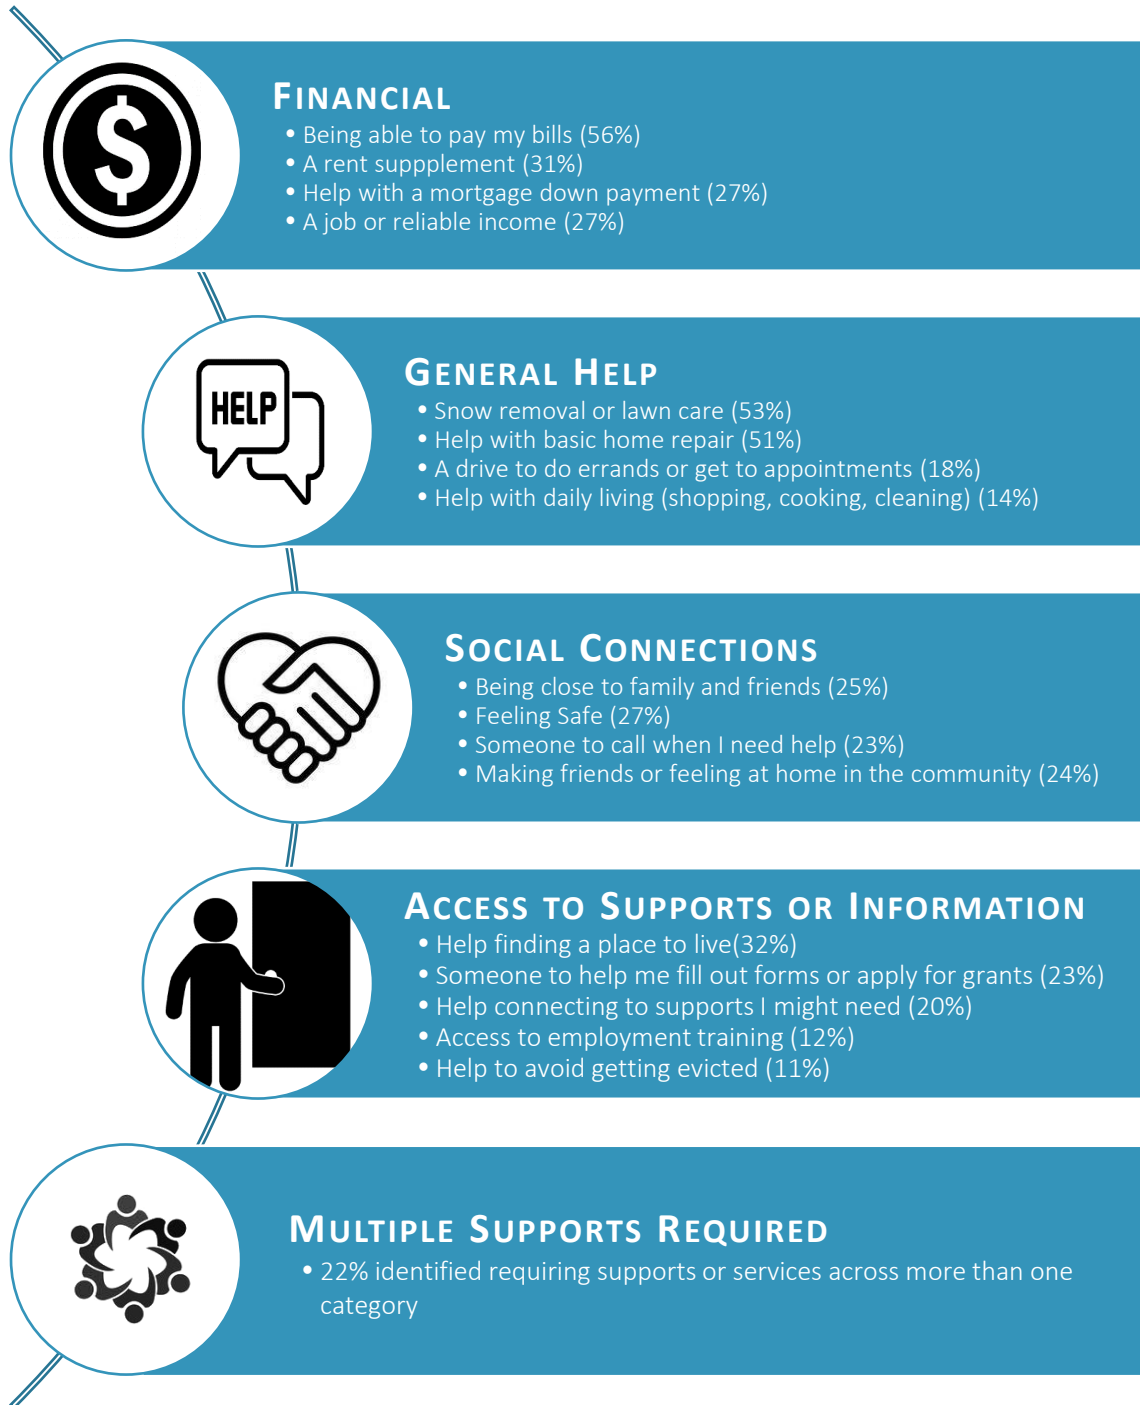 FINANCIAL
• Being able to pay my bills (56%)
• A rent suppplement (31%)
• Help with a mortgage down payment (27%)
• A job or reliable income (27%)
HELP
GENERAL HELP
• Snow removal or lawn care (53%)
• Help with basic home repair (51%)
• A drive to do errands or get to appointments (18%)
• Help with daily living (shopping, cooking, cleaning) (14%)
SOCIAL CONNECTIONS
• Being close to family and friends (25%)
• Feeling Safe (27%)
• Someone to call when I need help (23%)
• Making friends or feeling at home in the community (24%)
ACCESS TO SUPPORTS OR INFORMATION
• Help finding a place to live(32%)
• Someone to help me fill out forms or apply for grants (23%)
• Help connecting to supports I might need (20%)
• Access to employment training (12%)
• Help to avoid getting evicted (11%)
MULTIPLE SUPPORTS REQUIRED
• 22% identified requiring supports or services across more than one
category